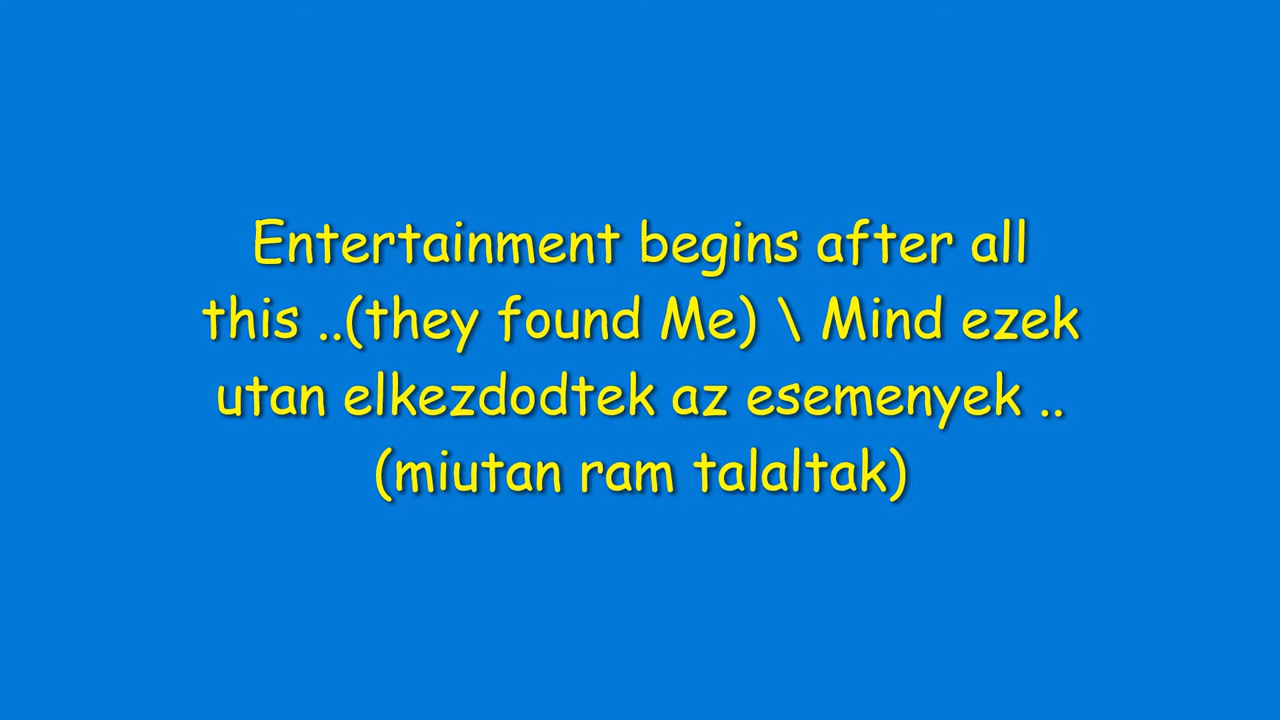 Entertainment begins after all
this ..(they found Me) \ Mind ezek
utan elkezdodtek az esemenyek ..
(miutan ram talaltak)